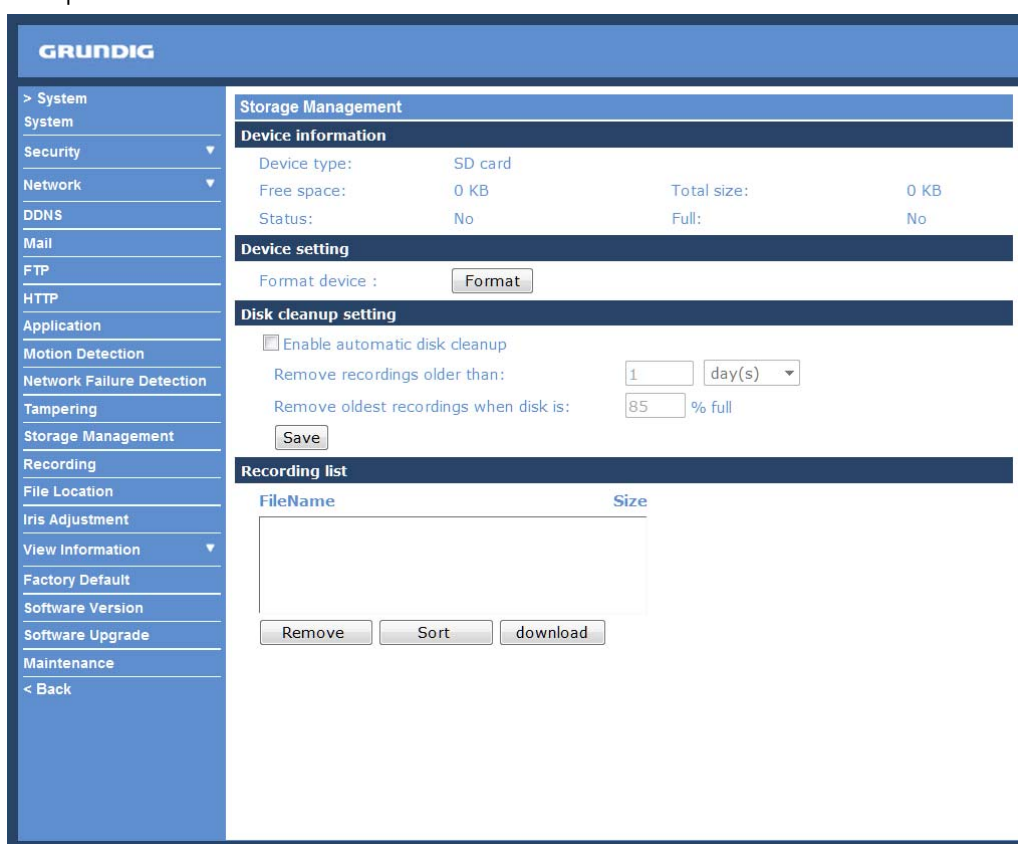 GRUNDIG
> System
System
Security
Network
DDNS
Mail
FTP
HTTP
Application
Motion Detection
Network Failure Detection
Tampering
Storage Management
Recording
File Location
Iris Adjustment
View Information
Factory Default
Software Version
Software Upgrade
Maintenance
< Back
Storage Management
Device information
Device type: SD card
Free space: 0 KB Total size: 0 KB
Status: No Full: No
Device setting
Format device : Format
Disk cleanup setting
Enable automatic disk cleanup
Remove recordings older than: 1 day(s)
Remove oldest recordings when disk is: 85 % full
Save
Recording list
FileName Size
Remove Sort download